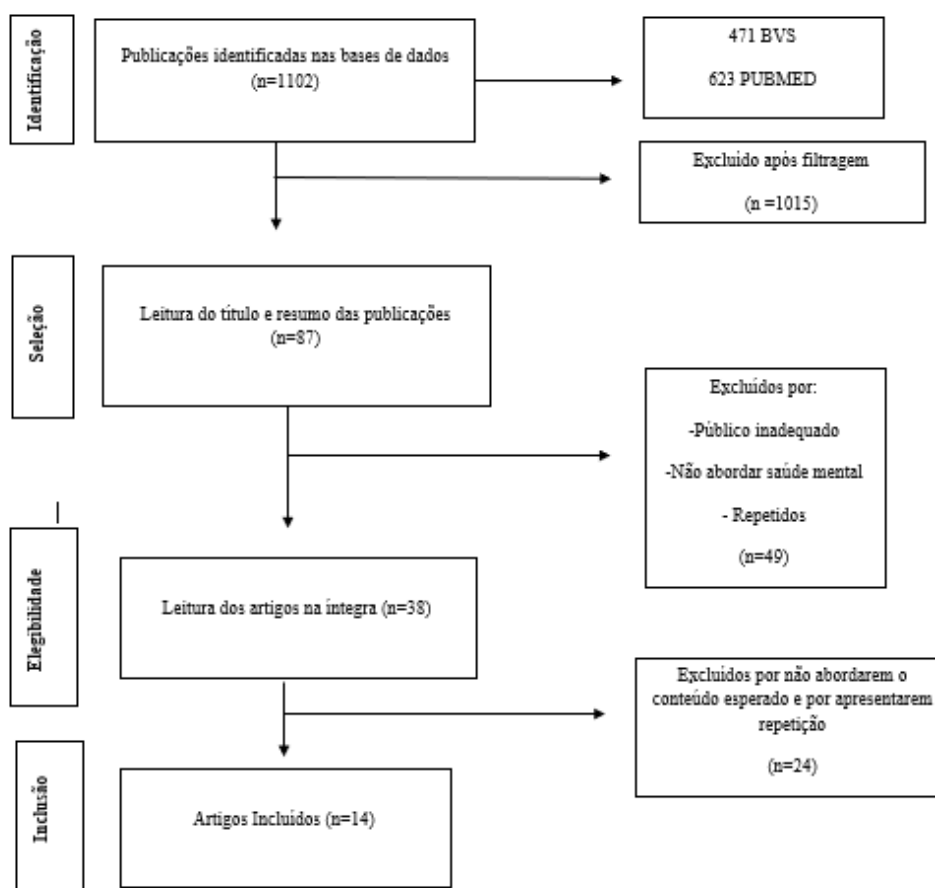 Identificação
Publicações identificadas nas bases de dados
(n=1102)
471 BVS
623 PUBMED
Excluído após filtragem
(n =1015)
Seleção
Leitura do título e resumo das publicações
(n=87)
Excluídos por:
-Público inadequado
-Não abordar saúde mental
- Repetidos
(n=49)
Elegibilidade
Leitura dos artigos na íntegra (n=38)
Excluídos por não abordarem o
conteúdo esperado e por apresentarem
repetição
(n=24)
Inclusão
Artigos Incluídos (n=14)